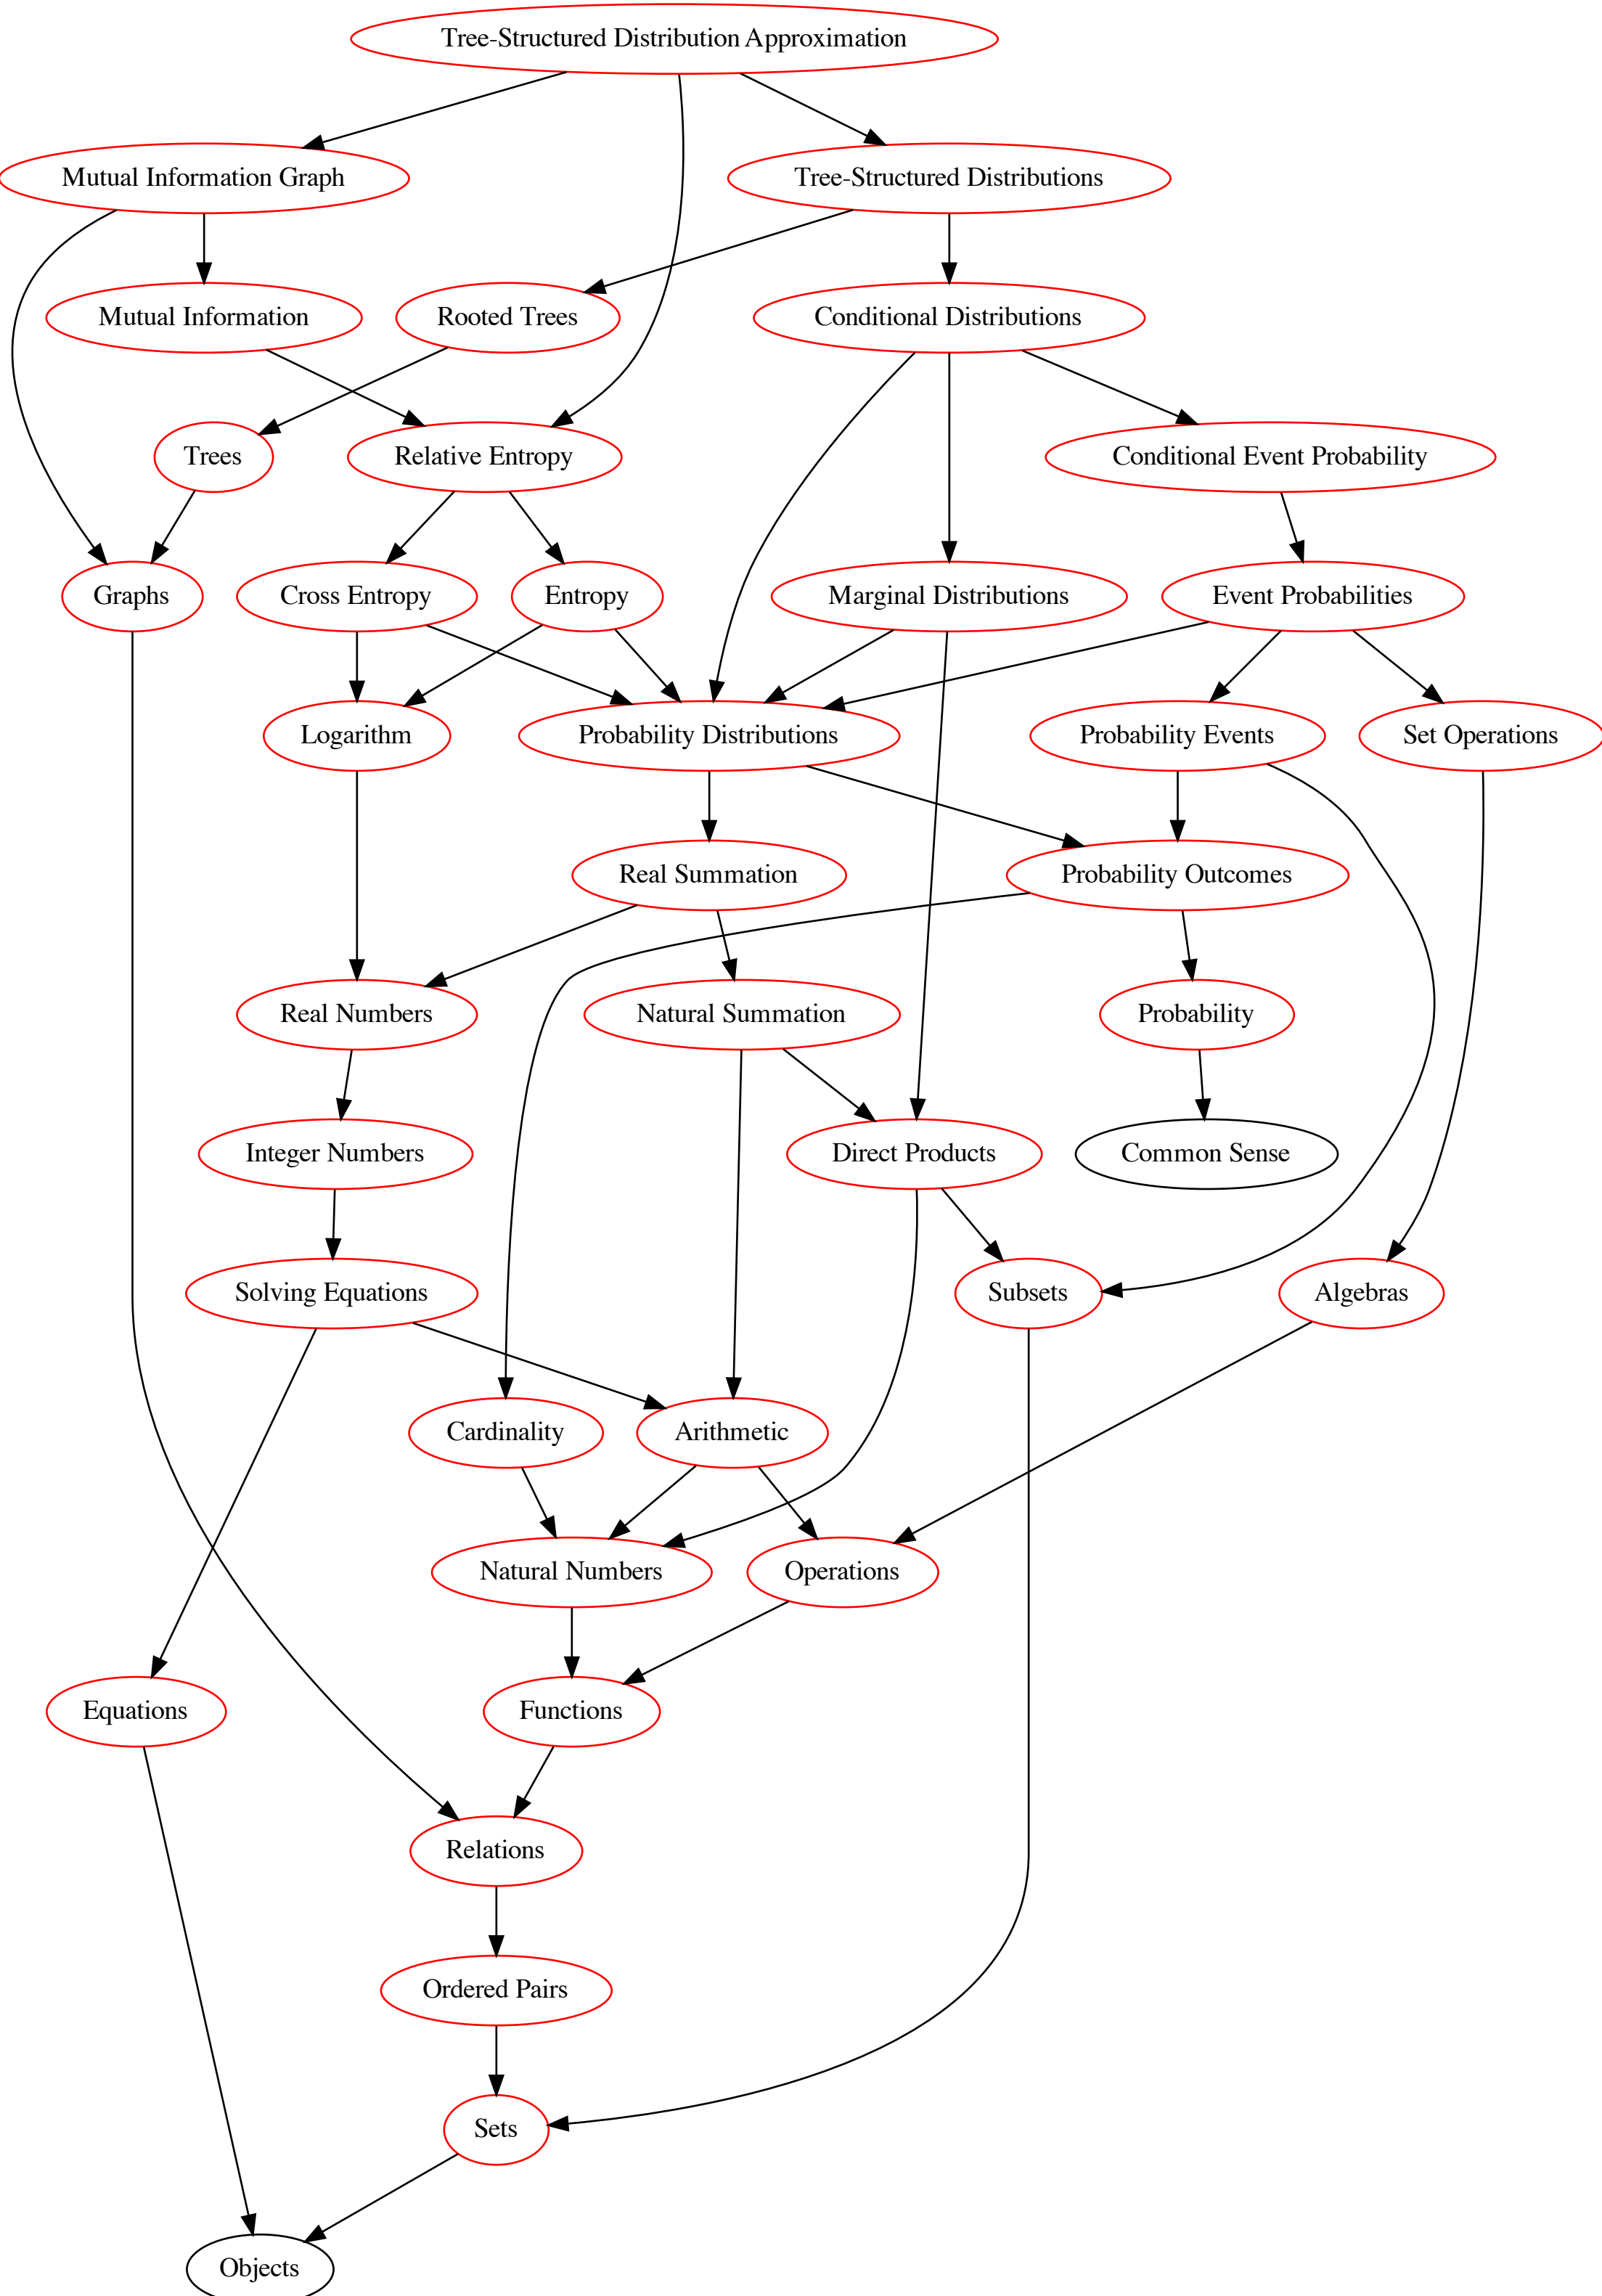 Tree-Structured Distribution Approximation
Mutual Information Graph
Tree-Structured Distributions
Mutual Information
Rooted Trees
Conditional Distributions
Trees
Relative Entropy
Conditional Event Probability
Graphs
Cross Entropy
Entropy
Marginal Distributions
Event Probabilities
Logarithm
Probability Distributions
Probability Events
Set Operations
Real Summation
Probability Outcomes
Real Numbers
Natural Summation
Probability
Integer Numbers
Direct Products
Common Sense
Solving Equations
Subsets
Algebras
Cardinality
Arithmetic
Natural Numbers
Operations
Equations
Functions
Relations
Ordered Pairs
Sets
Objects